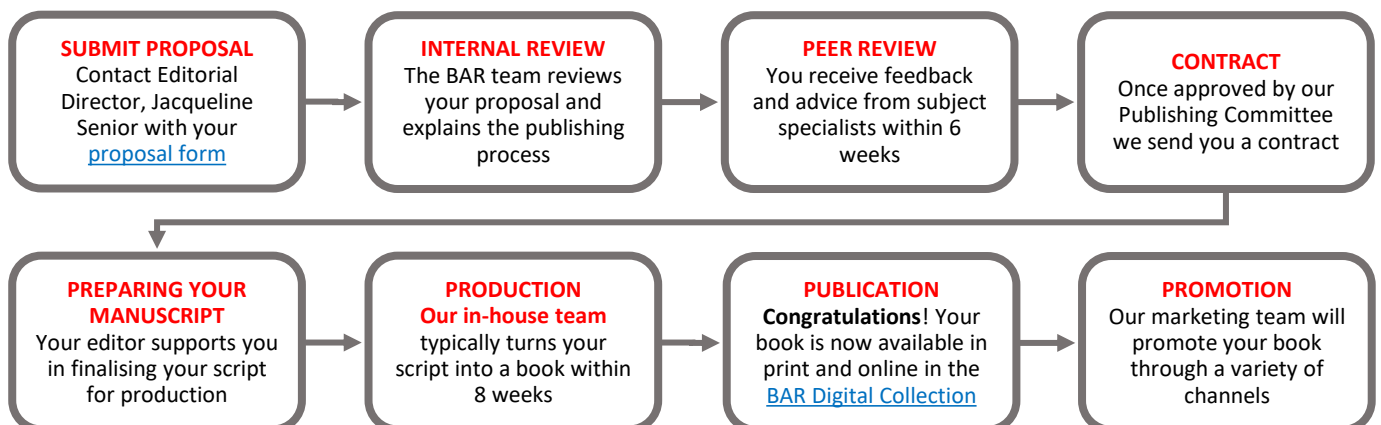 SUBMIT PROPOSAL
Contact Editorial
Director, Jacqueline
Senior with your
proposal form
INTERNAL REVIEW
The BAR team reviews
your proposal and
explains the publishing
process
PEER REVIEW
You receive feedback
and advice from subject
specialists within 6
weeks
CONTRACT
Once approved by our
Publishing Committee
we send you a contract
PREPARING YOUR
MANUSCRIPT
Your editor supports you
in finalising your script
for production
PRODUCTION
Our in-house team
typically turns your
script into a book within
8 weeks
PUBLICATION
Congratulations! Your
book is now available in
print and online in the
BAR Digital Collection
PROMOTION
Our marketing team will
promote your book
through a variety of
channels